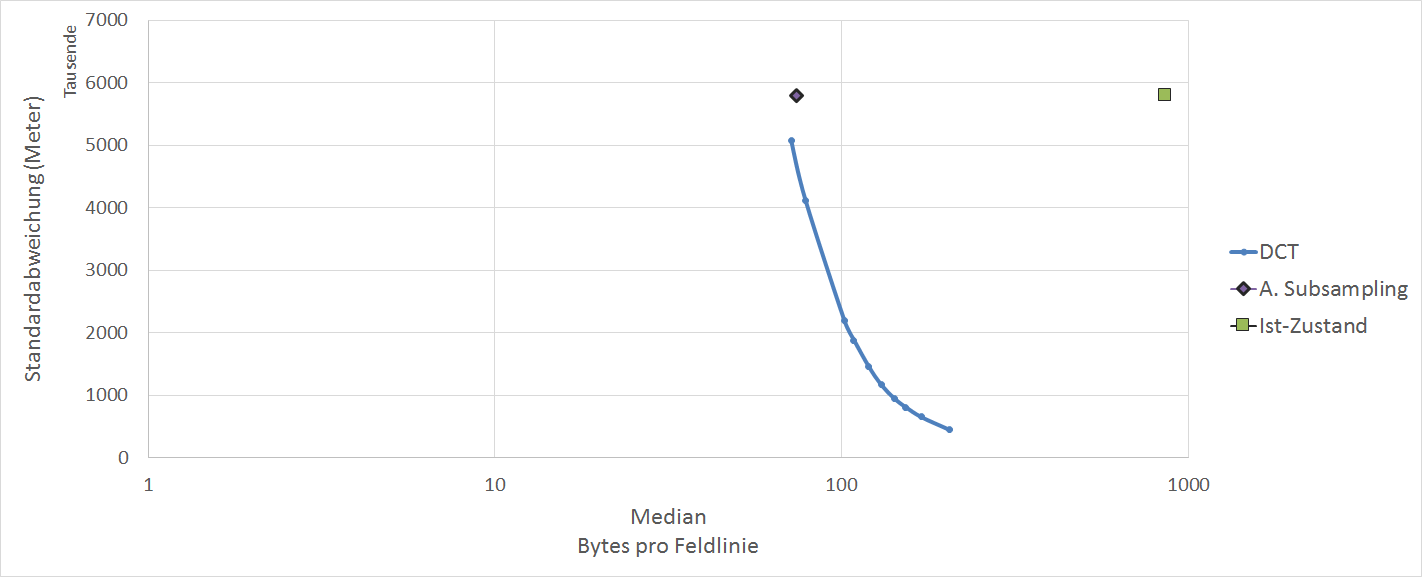 7000
6000
5000
4000
3000
2000
1000
0
Tausende
Standardabweichung (Meter)
1
10
100
1000
Median
Bytes pro Feldlinie
DCT
A. Subsampling
Ist-Zustand